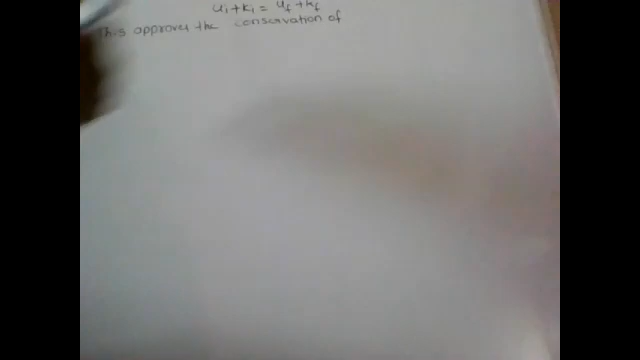 ui + ki = uf + kf
This approves the conservation of